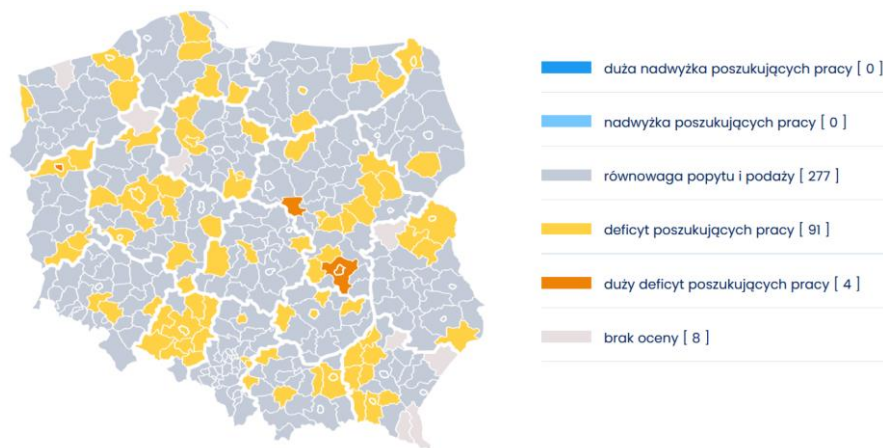 duża nadwyżka poszukujących pracy [ 0 ]
nadwyżka poszukujących pracy [ 0 ]
równowaga popytu i podaży [ 277 ]
deficyt poszukujących pracy [ 91 ]
duży deficyt poszukujących pracy [ 4 ]
brak oceny [ 8 ]